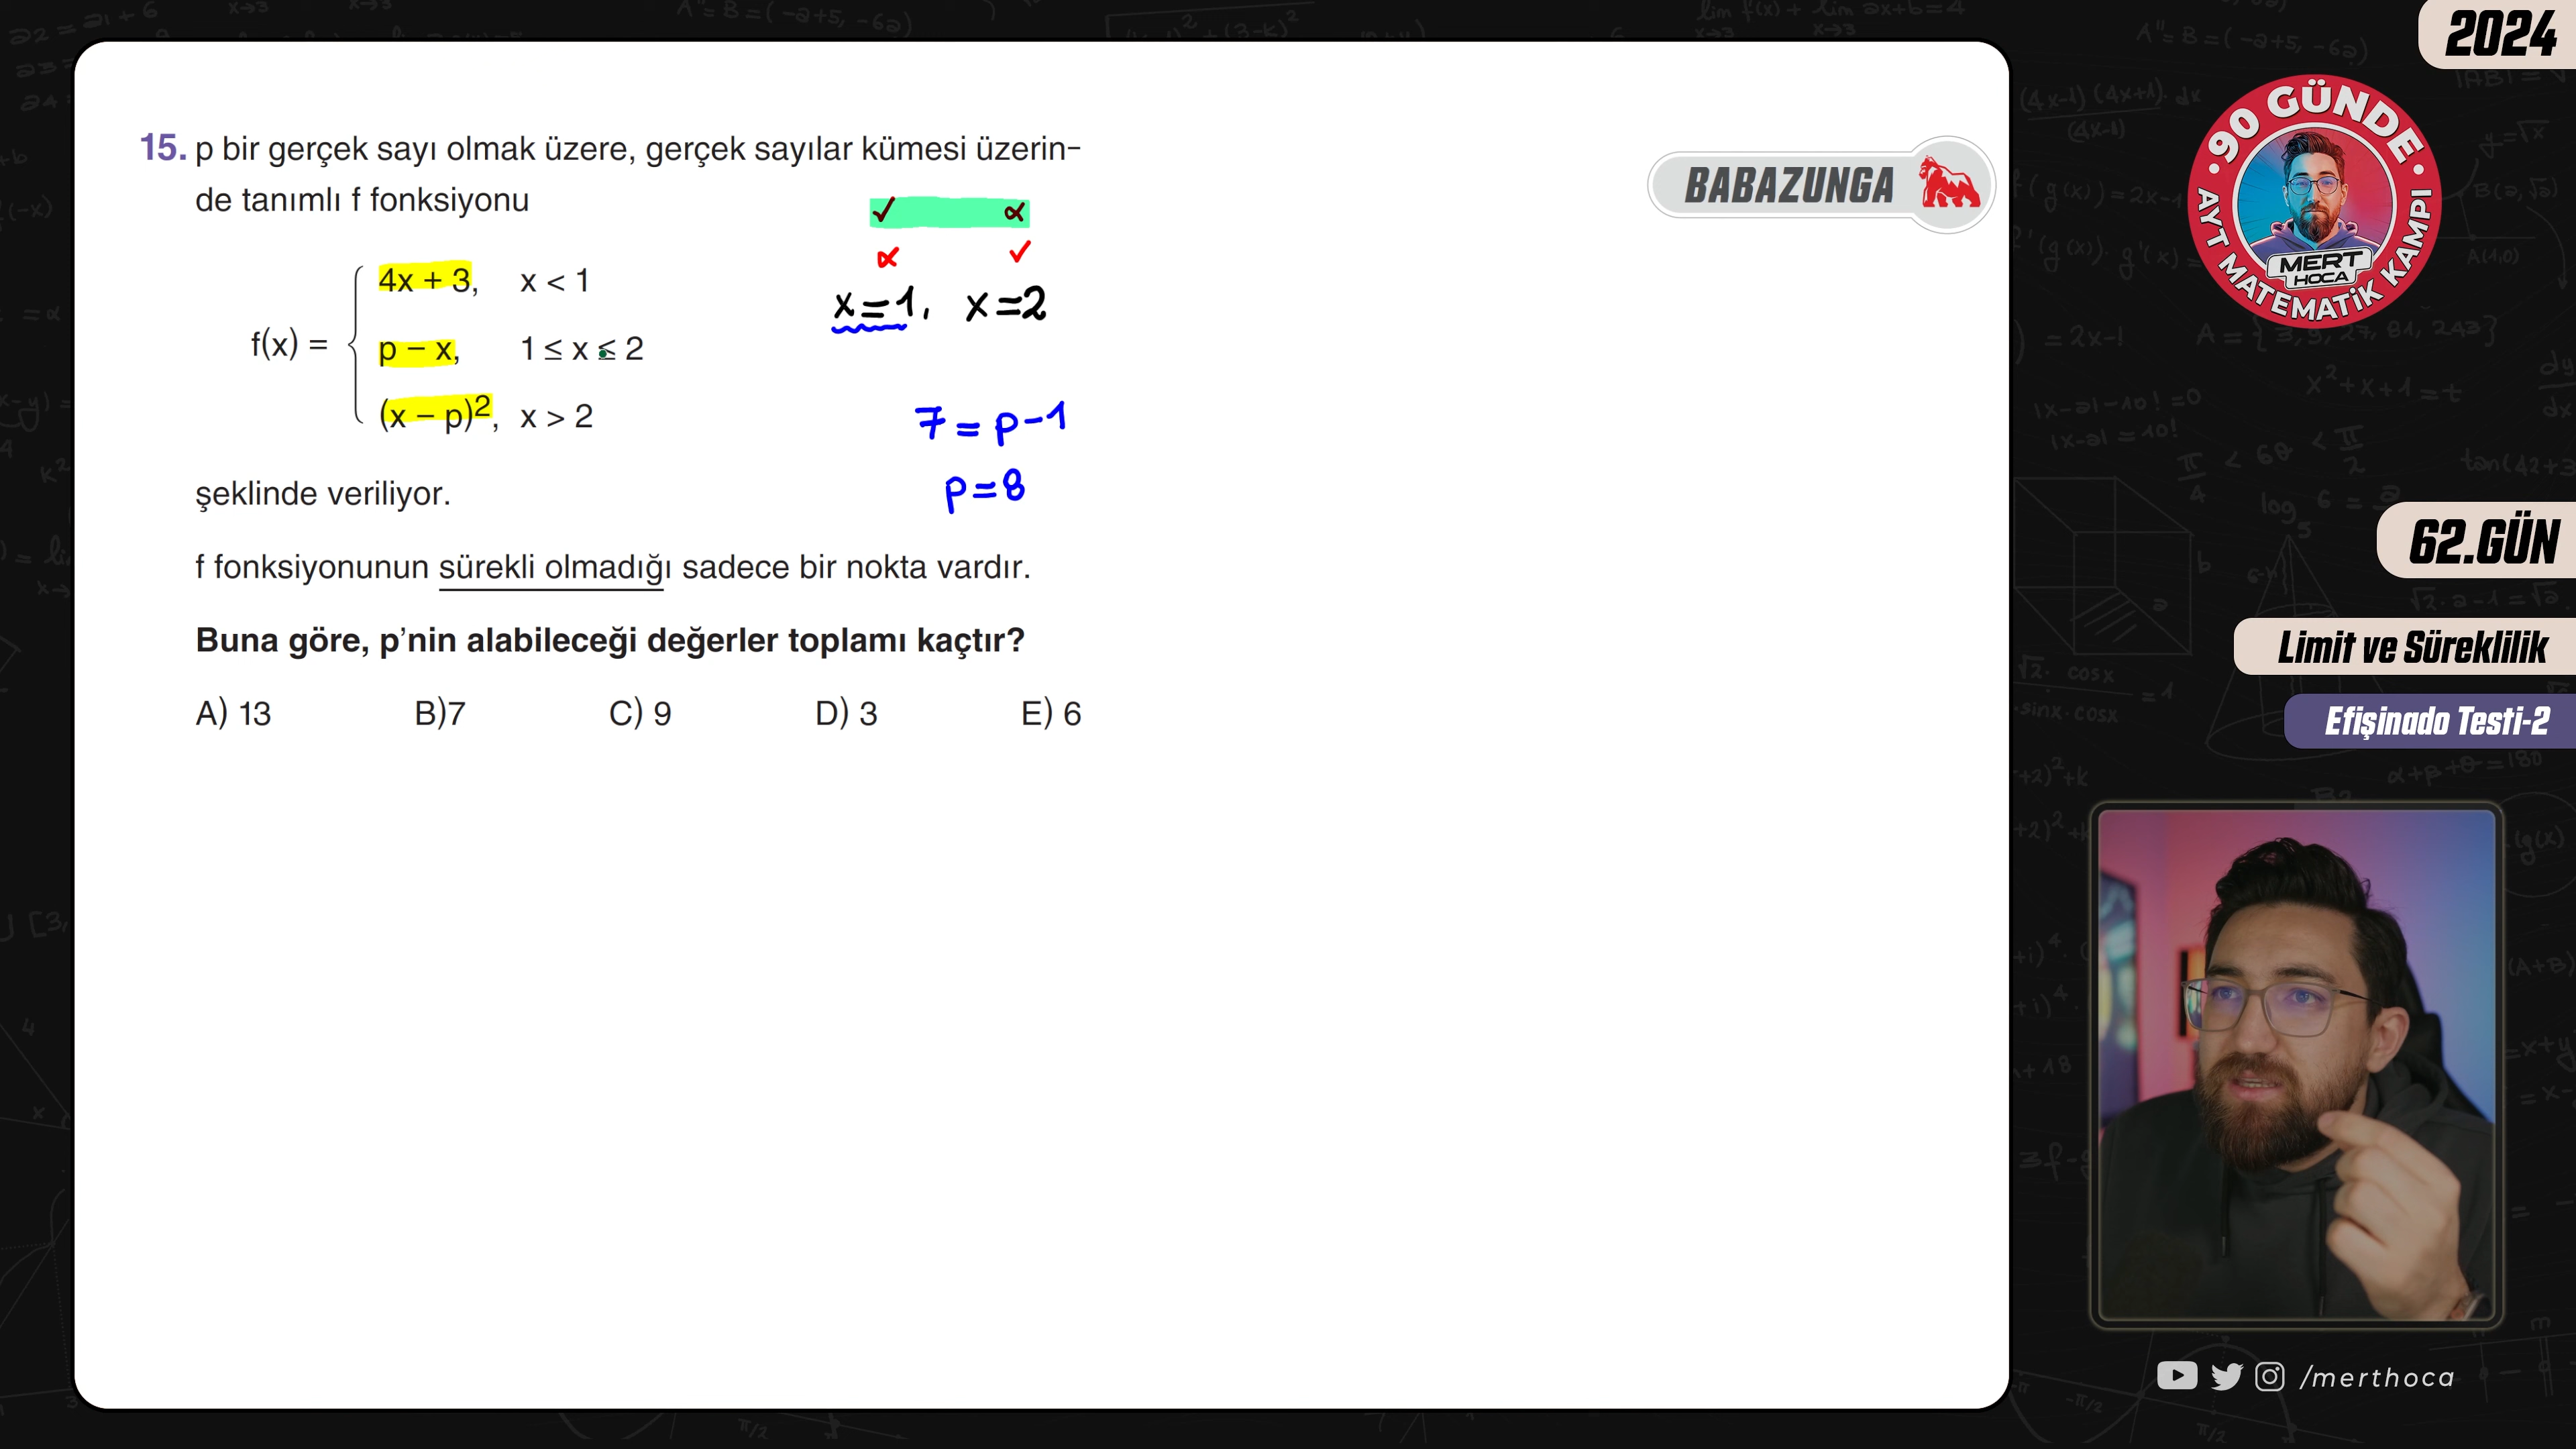 2024
90 GÜNDE
AYT MATEMATİK KAMPI
MERT
HOCA
BABAZUNGA
15. p bir gerçek sayı olmak üzere, gerçek sayılar kümesi üzerin-
de tanımlı f fonksiyonu
✓ α
α ✓
x=1, x=2
f(x) =
4x + 3, x < 1
p − x, 1 ≤ x ≤ 2
(x − p)², x > 2
7 = p-1
p=8
şeklinde veriliyor.
f fonksiyonunun sürekli olmadığı sadece bir nokta vardır.
Buna göre, p'nin alabileceği değerler toplamı kaçtır?
A) 13 B)7 C) 9 D) 3 E) 6
62.GÜN
Limit ve Süreklilik
Efişinado Testi-2
/merthoca